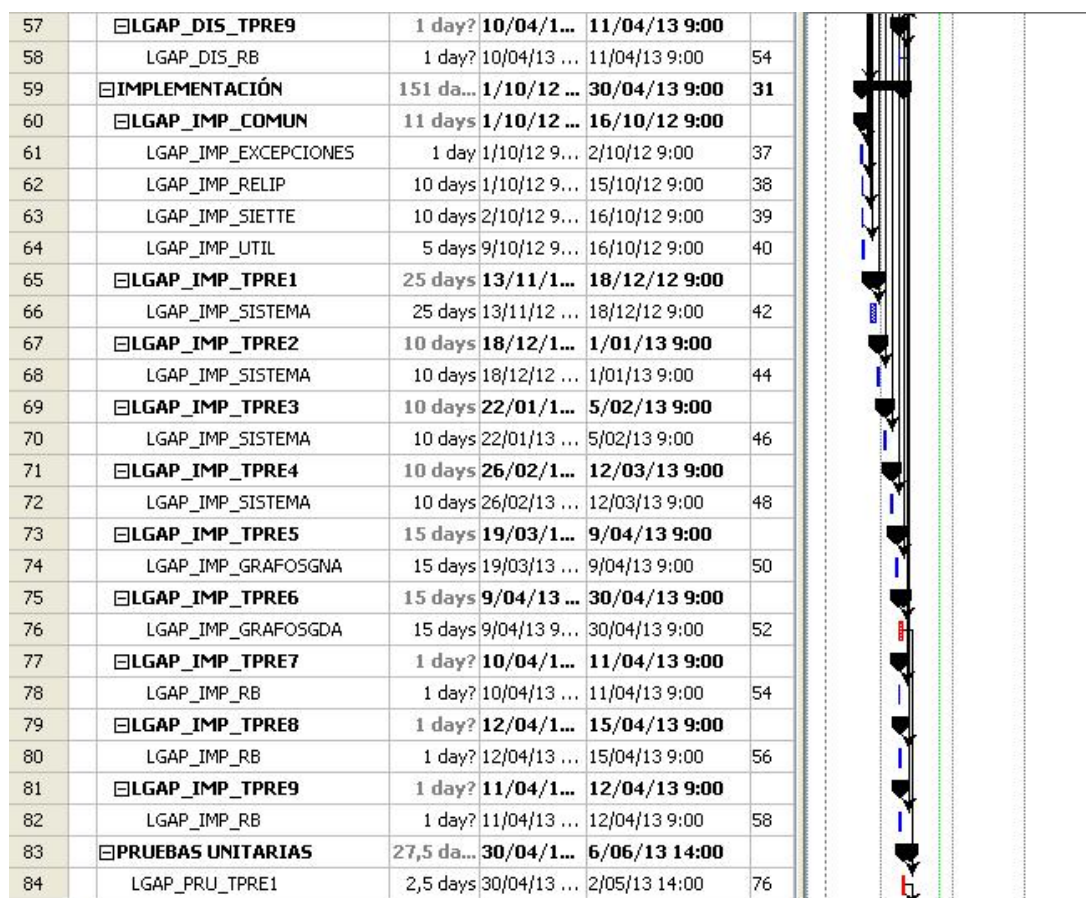 57 ⊟LGAP_DIS_TPRE9 1 day? 10/04/1... 11/04/13 9:00
58 LGAP_DIS_RB 1 day? 10/04/13 ... 11/04/13 9:00 54
59 ⊟IMPLEMENTACIÓN 151 da... 1/10/12 ... 30/04/13 9:00 31
60 ⊟LGAP_IMP_COMUN 11 days 1/10/12 ... 16/10/12 9:00
61 LGAP_IMP_EXCEPCIONES 1 day 1/10/12 9... 2/10/12 9:00 37
62 LGAP_IMP_RELIP 10 days 1/10/12 9... 15/10/12 9:00 38
63 LGAP_IMP_SIETTE 10 days 2/10/12 9... 16/10/12 9:00 39
64 LGAP_IMP_UTIL 5 days 9/10/12 9... 16/10/12 9:00 40
65 ⊟LGAP_IMP_TPRE1 25 days 13/11/1... 18/12/12 9:00
66 LGAP_IMP_SISTEMA 25 days 13/11/12 ... 18/12/12 9:00 42
67 ⊟LGAP_IMP_TPRE2 10 days 18/12/1... 1/01/13 9:00
68 LGAP_IMP_SISTEMA 10 days 18/12/12 ... 1/01/13 9:00 44
69 ⊟LGAP_IMP_TPRE3 10 days 22/01/1... 5/02/13 9:00
70 LGAP_IMP_SISTEMA 10 days 22/01/13 ... 5/02/13 9:00 46
71 ⊟LGAP_IMP_TPRE4 10 days 26/02/1... 12/03/13 9:00
72 LGAP_IMP_SISTEMA 10 days 26/02/13 ... 12/03/13 9:00 48
73 ⊟LGAP_IMP_TPRE5 15 days 19/03/1... 9/04/13 9:00
74 LGAP_IMP_GRAFOSGNA 15 days 19/03/13 ... 9/04/13 9:00 50
75 ⊟LGAP_IMP_TPRE6 15 days 9/04/13 ... 30/04/13 9:00
76 LGAP_IMP_GRAFOSGDA 15 days 9/04/13 9... 30/04/13 9:00 52
77 ⊟LGAP_IMP_TPRE7 1 day? 10/04/1... 11/04/13 9:00
78 LGAP_IMP_RB 1 day? 10/04/13 ... 11/04/13 9:00 54
79 ⊟LGAP_IMP_TPRE8 1 day? 12/04/1... 15/04/13 9:00
80 LGAP_IMP_RB 1 day? 12/04/13 ... 15/04/13 9:00 56
81 ⊟LGAP_IMP_TPRE9 1 day? 11/04/1... 12/04/13 9:00
82 LGAP_IMP_RB 1 day? 11/04/13 ... 12/04/13 9:00 58
83 ⊟PRUEBAS UNITARIAS 27,5 da... 30/04/1... 6/06/13 14:00
84 LGAP_PRU_TPRE1 2,5 days 30/04/13 ... 2/05/13 14:00 76